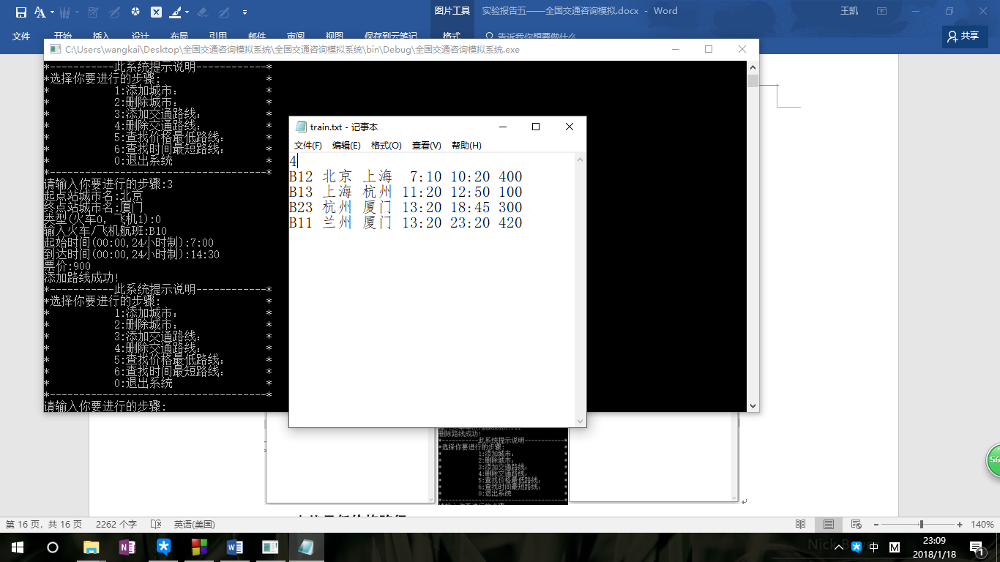 图片工具
实验报告五——全国交通咨询模拟.docx - Word
王凯
文件 开始 插入 设计 布局 引用 邮件 审阅 视图 保存到云笔记 格式 告诉我你想要做什么
共享
C:\Users\wangkai\Desktop\全国交通咨询模拟系统\全国交通咨询模拟系统\bin\Debug\全国交通咨询模拟系统.exe
*-----------此系统提示说明------------*
*选择你要进行的步骤: *
* 1:添加城市: *
* 2:删除城市: *
* 3:添加交通路线: *
* 4:删除交通路线: *
* 5:查找价格最低路线: *
* 6:查找时间最短路线: *
* 0:退出系统 *
*---------------------------------*
请输入你要进行的步骤:3
起点站城市名:北京
终点站城市名:厦门
类型(火车0, 飞机1):0
输入火车/飞机航班:B10
起始时间(00:00,24小时制):7:00
到达时间(00:00,24小时制):14:30
票价:900
添加路线成功!
*-----------此系统提示说明------------*
*选择你要进行的步骤: *
* 1:添加城市: *
* 2:删除城市: *
* 3:添加交通路线: *
* 4:删除交通路线: *
* 5:查找价格最低路线: *
* 6:查找时间最短路线: *
* 0:退出系统 *
*---------------------------------*
请输入你要进行的步骤:
train.txt - 记事本
文件(F) 编辑(E) 格式(O) 查看(V) 帮助(H)
4
B12 北京 上海 7:10 10:20 400
B13 上海 杭州 11:20 12:50 100
B23 杭州 厦门 13:20 18:45 300
B11 兰州 厦门 13:20 23:20 420
删除路线成功!
*-----------此系统提示说明------------*
*选择你要进行的步骤: *
* 1:添加城市: *
* 2:删除城市: *
* 3:添加交通路线: *
* 4:删除交通路线: *
* 5:查找价格最低路线: *
* 6:查找时间最短路线: *
* 0:退出系统 *
*---------------------------------*
56
第 16 页，共 16 页 2262 个字 英语(美国)
140%
中
M
23:09
2018/1/18
1